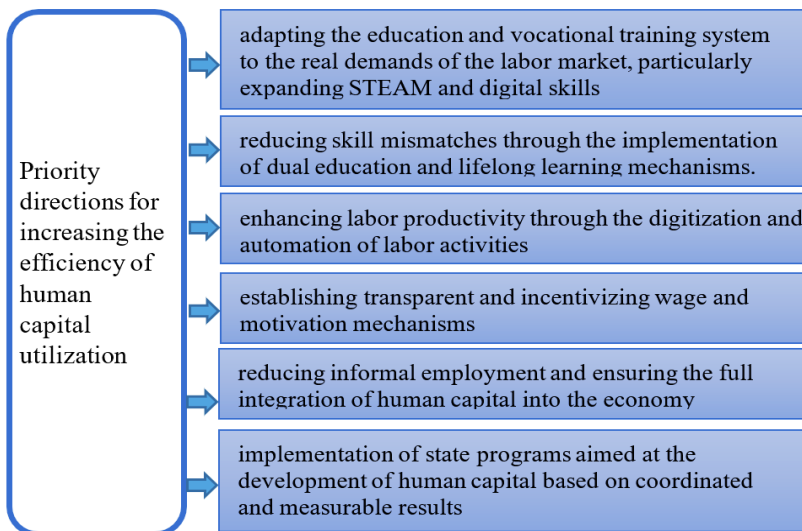 Priority
directions for
increasing the
efficiency of
human
capital
utilization
adapting the education and vocational training system
to the real demands of the labor market, particularly
expanding STEAM and digital skills
reducing skill mismatches through the implementation
of dual education and lifelong learning mechanisms.
enhancing labor productivity through the digitization and
automation of labor activities
establishing transparent and incentivizing wage and
motivation mechanisms
reducing informal employment and ensuring the full
integration of human capital into the economy
implementation of state programs aimed at the
development of human capital based on coordinated
and measurable results